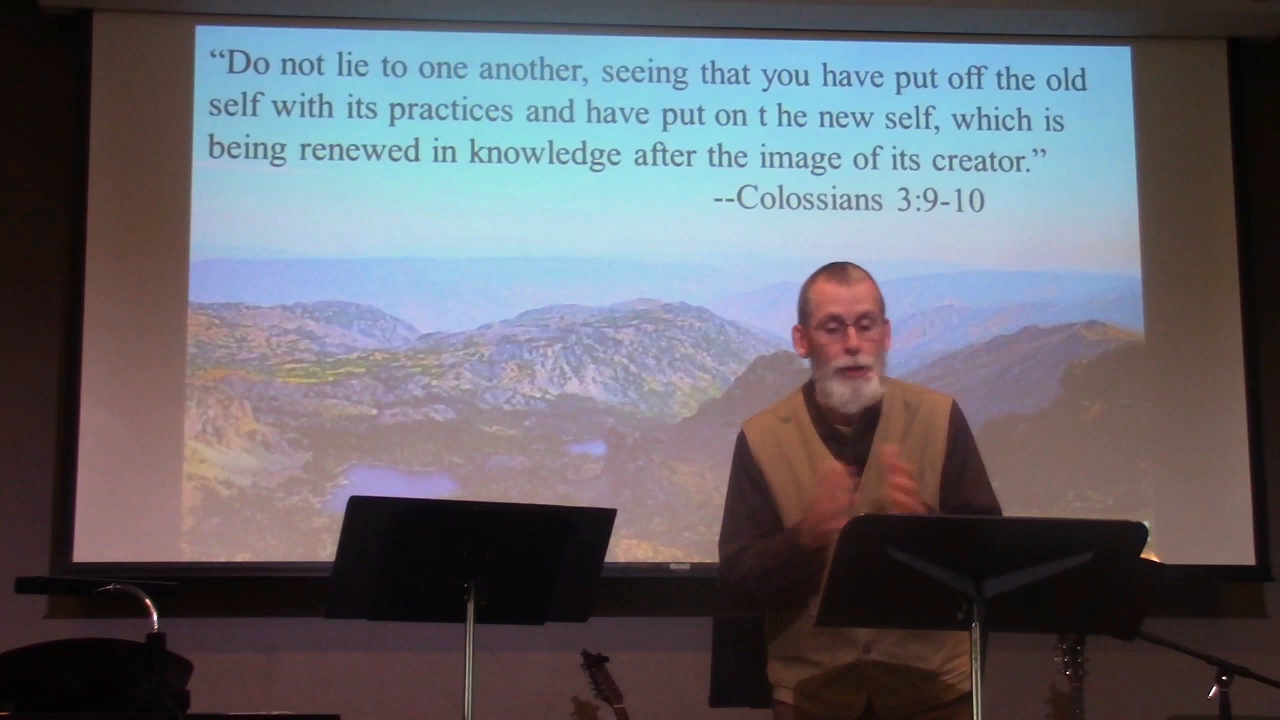 “Do not lie to one another, seeing that you have put off the old
self with its practices and have put on t he new self, which is
being renewed in knowledge after the image of its creator.”
--Colossians 3:9-10